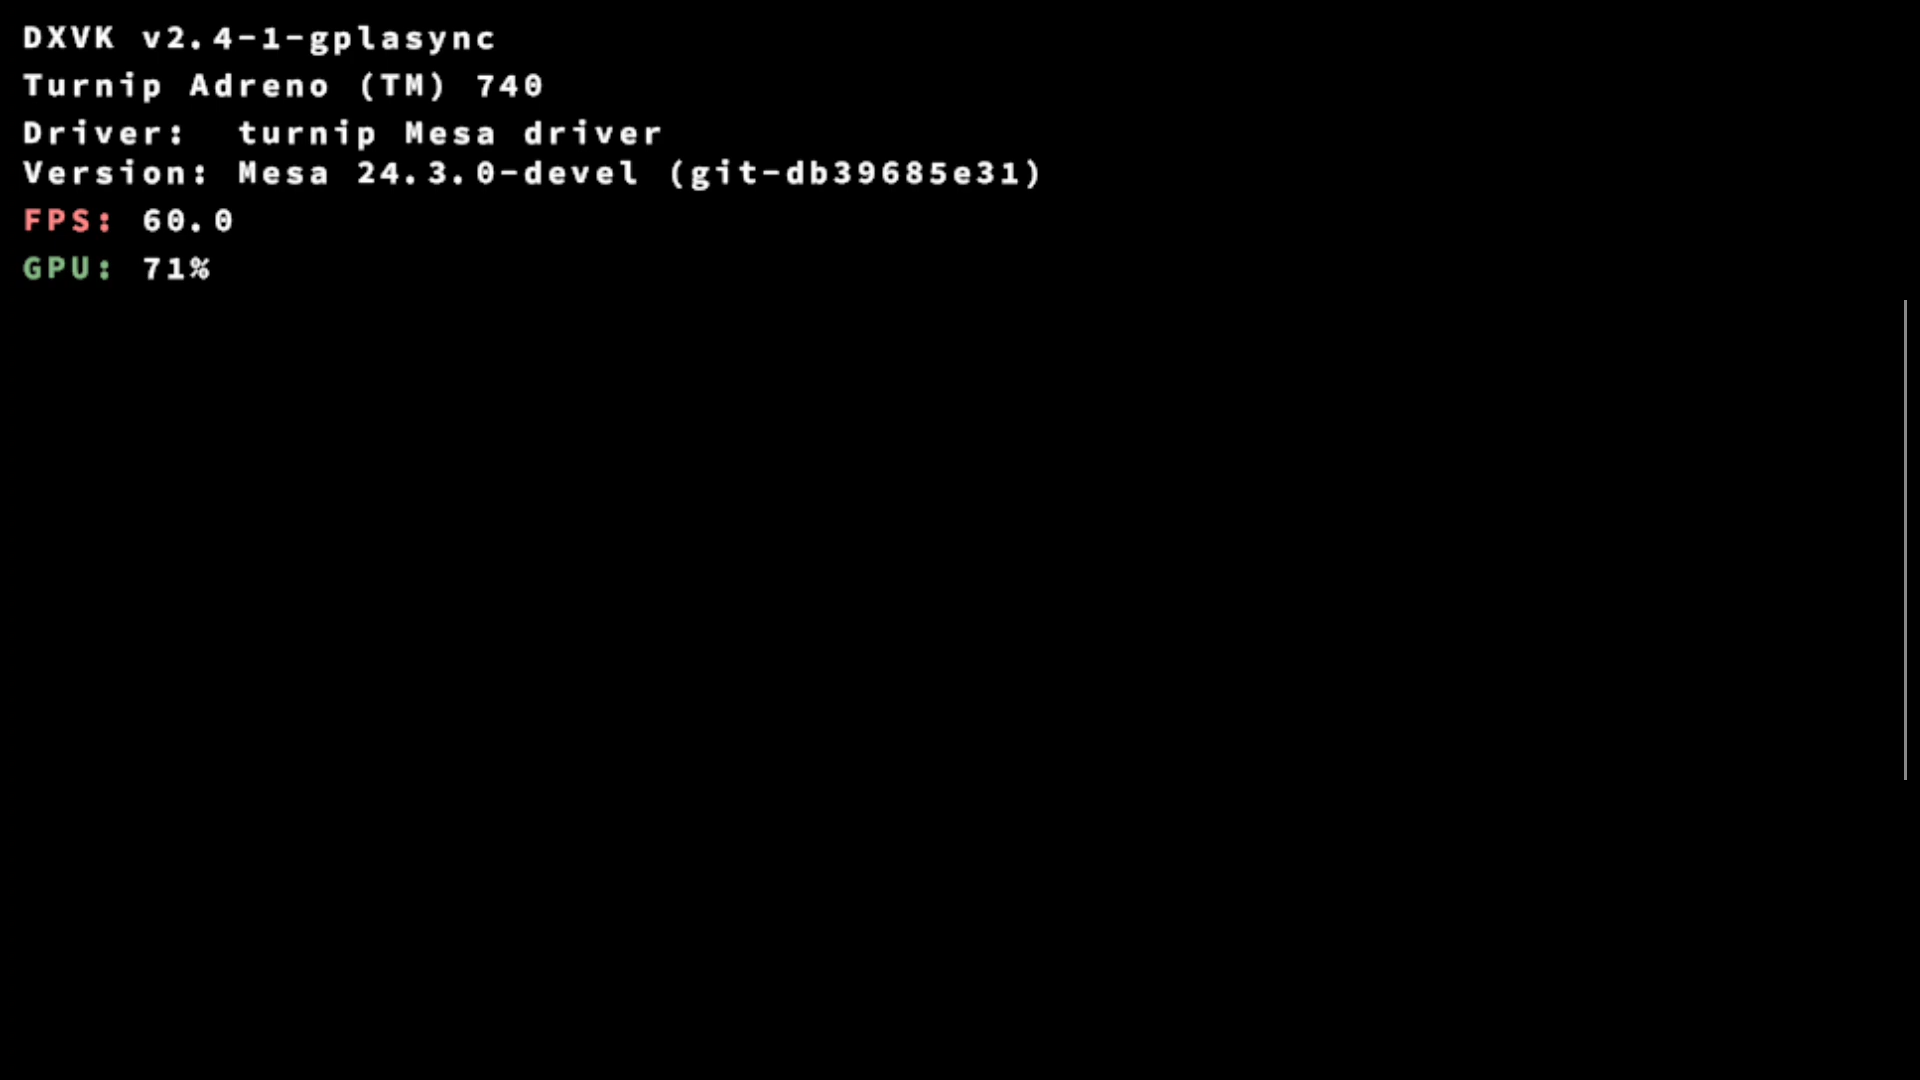 DXVK v2.4-1-gplasync
Turnip Adreno (TM) 740
Driver:  turnip Mesa driver
Version: Mesa 24.3.0-devel (git-db39685e31)
FPS: 60.0
GPU: 71%